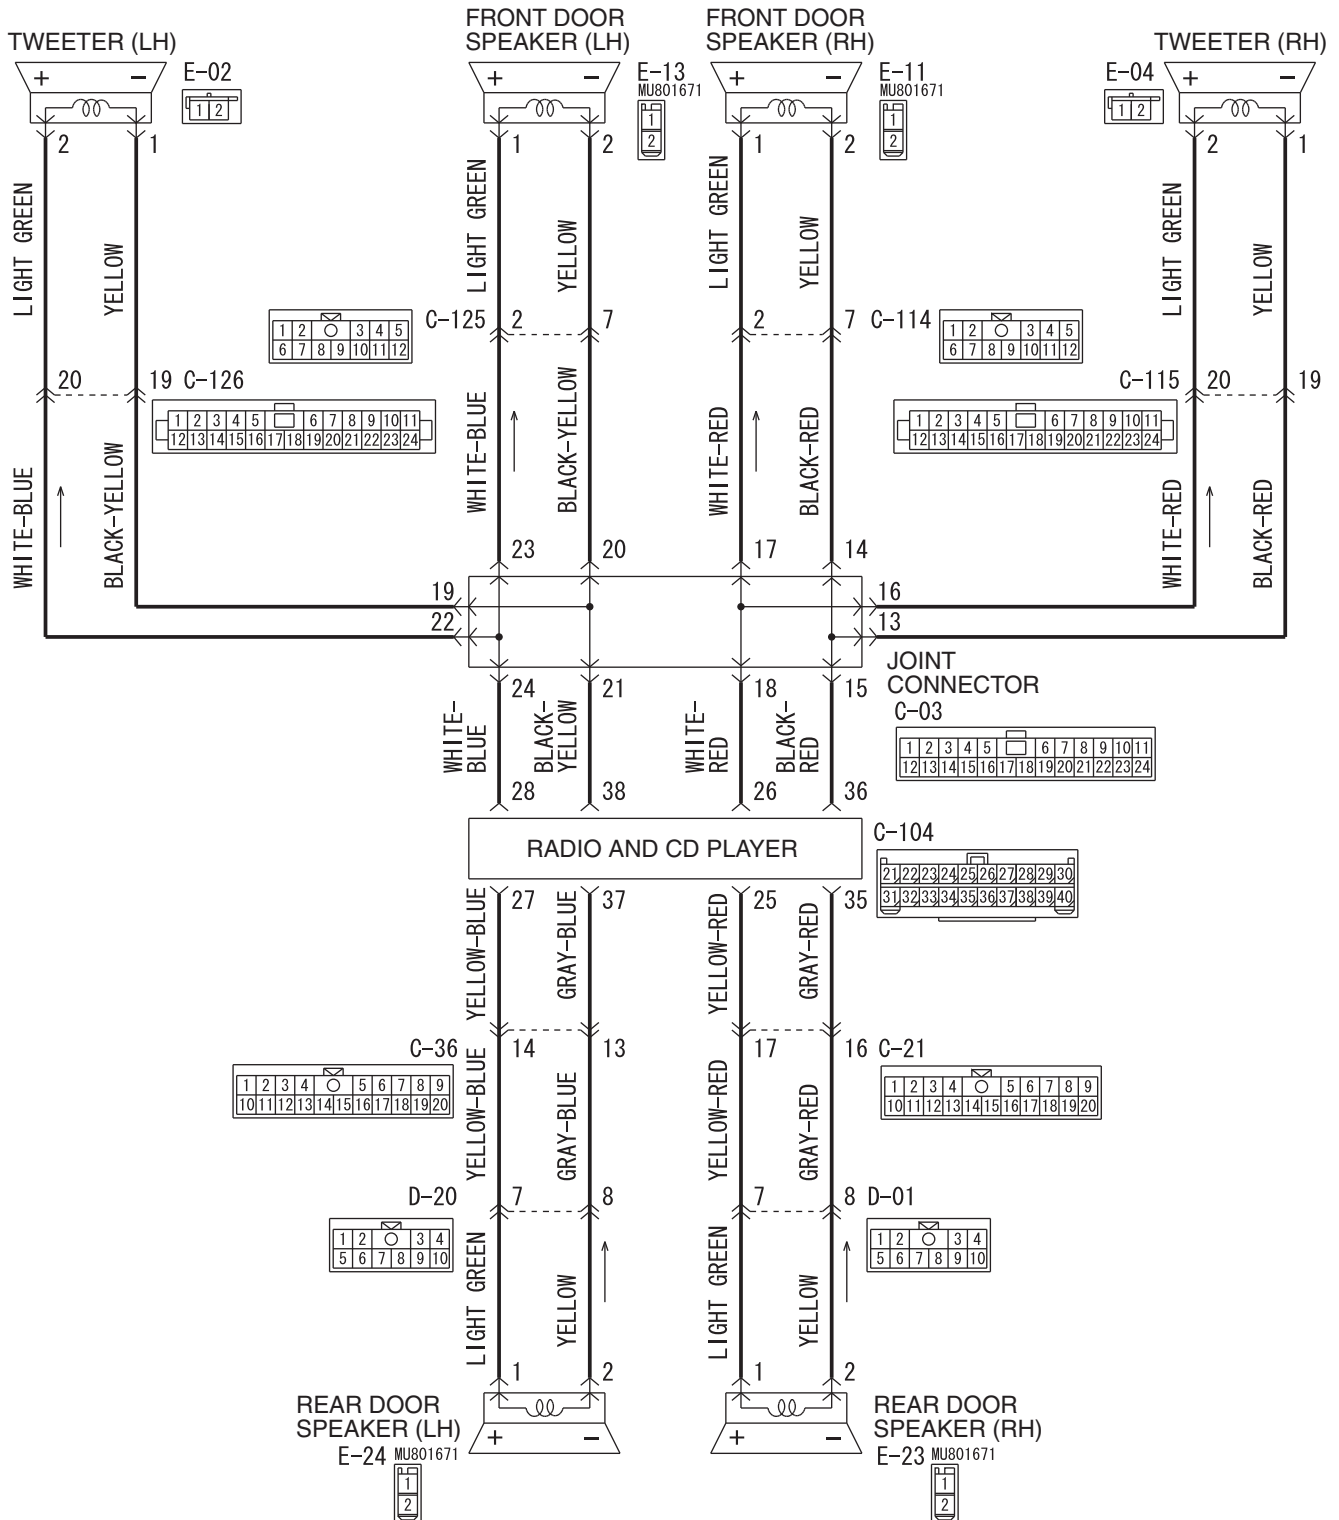 FRONT DOOR
SPEAKER (LH)
FRONT DOOR
SPEAKER (RH)
TWEETER (LH)
TWEETER (RH)
+ −
E-02
1 2
+ −
E-13
MU801671
1
2
+ −
E-11
MU801671
1
2
E-04
1 2
+ −
2 1
1 2
1 2
2 1
LIGHT GREEN
YELLOW
LIGHT GREEN
YELLOW
LIGHT GREEN
YELLOW
LIGHT GREEN
YELLOW
1 2 3 4 5
6 7 8 9 10 11 12
C-125 2 7
2 7 C-114
1 2 3 4 5
6 7 8 9 10 11 12
20 19 C-126
1 2 3 4 5 6 7 8 9 10 11
12 13 14 15 16 17 18 19 20 21 22 23 24
C-115 20 19
1 2 3 4 5 6 7 8 9 10 11
12 13 14 15 16 17 18 19 20 21 22 23 24
WHITE-BLUE
BLACK-YELLOW
WHITE-BLUE
BLACK-YELLOW
WHITE-RED
BLACK-RED
WHITE-RED
BLACK-RED
23 20 17 14
19 16
22 13
24 21 18 15
JOINT
CONNECTOR
C-03
1 2 3 4 5 6 7 8 9 10 11
12 13 14 15 16 17 18 19 20 21 22 23 24
WHITE-
BLUE
BLACK-
YELLOW
WHITE-
RED
BLACK-
RED
28 38 26 36
RADIO AND CD PLAYER
C-104
21 22 23 24 25 26 27 28 29 30
31 32 33 34 35 36 37 38 39 40
27 37 25 35
YELLOW-BLUE
GRAY-BLUE
YELLOW-RED
GRAY-RED
C-36 14 13
17 16 C-21
1 2 3 4 5 6 7 8 9
10 11 12 13 14 15 16 17 18 19 20
1 2 3 4 5 6 7 8 9
10 11 12 13 14 15 16 17 18 19 20
YELLOW-BLUE
GRAY-BLUE
YELLOW-RED
GRAY-RED
D-20 7 8
7 8 D-01
1 2 3 4
5 6 7 8 9 10
1 2 3 4
5 6 7 8 9 10
LIGHT GREEN
YELLOW
LIGHT GREEN
YELLOW
1 2
1 2
REAR DOOR
SPEAKER (LH)
+ −
E-24 MU801671
1
2
+ −
REAR DOOR
SPEAKER (RH)
E-23 MU801671
1
2